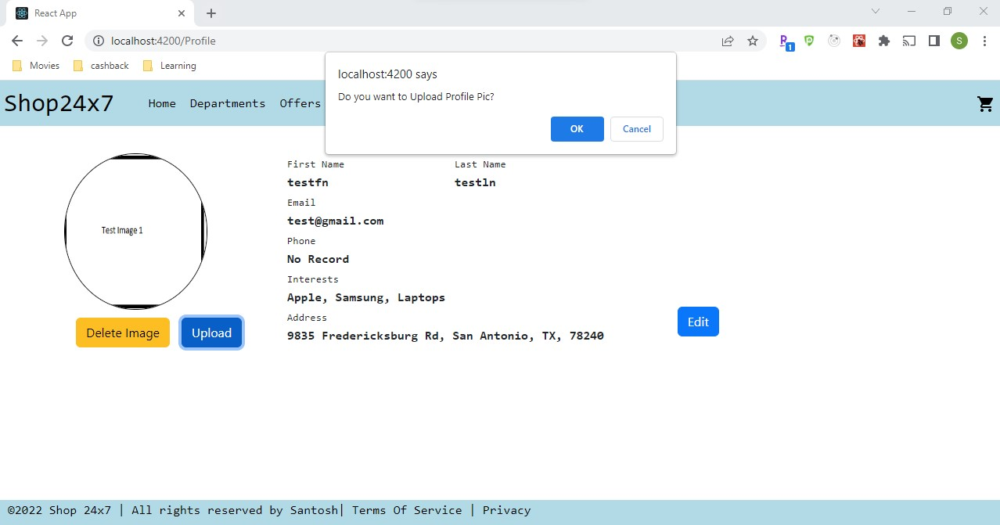 React App
localhost:4200/Profile
1
S
Movies cashback Learning
localhost:4200 says
Do you want to Upload Profile Pic?
OK Cancel
Shop24x7 Home Departments Offers
First Name Last Name
testfn testln
Email
test@gmail.com
Test Image 1
Phone
No Record
Interests
Apple, Samsung, Laptops
Address
9835 Fredericksburg Rd, San Antonio, TX, 78240
Delete Image Upload
Edit
©2022 Shop 24x7 | All rights reserved by Santosh| Terms Of Service | Privacy